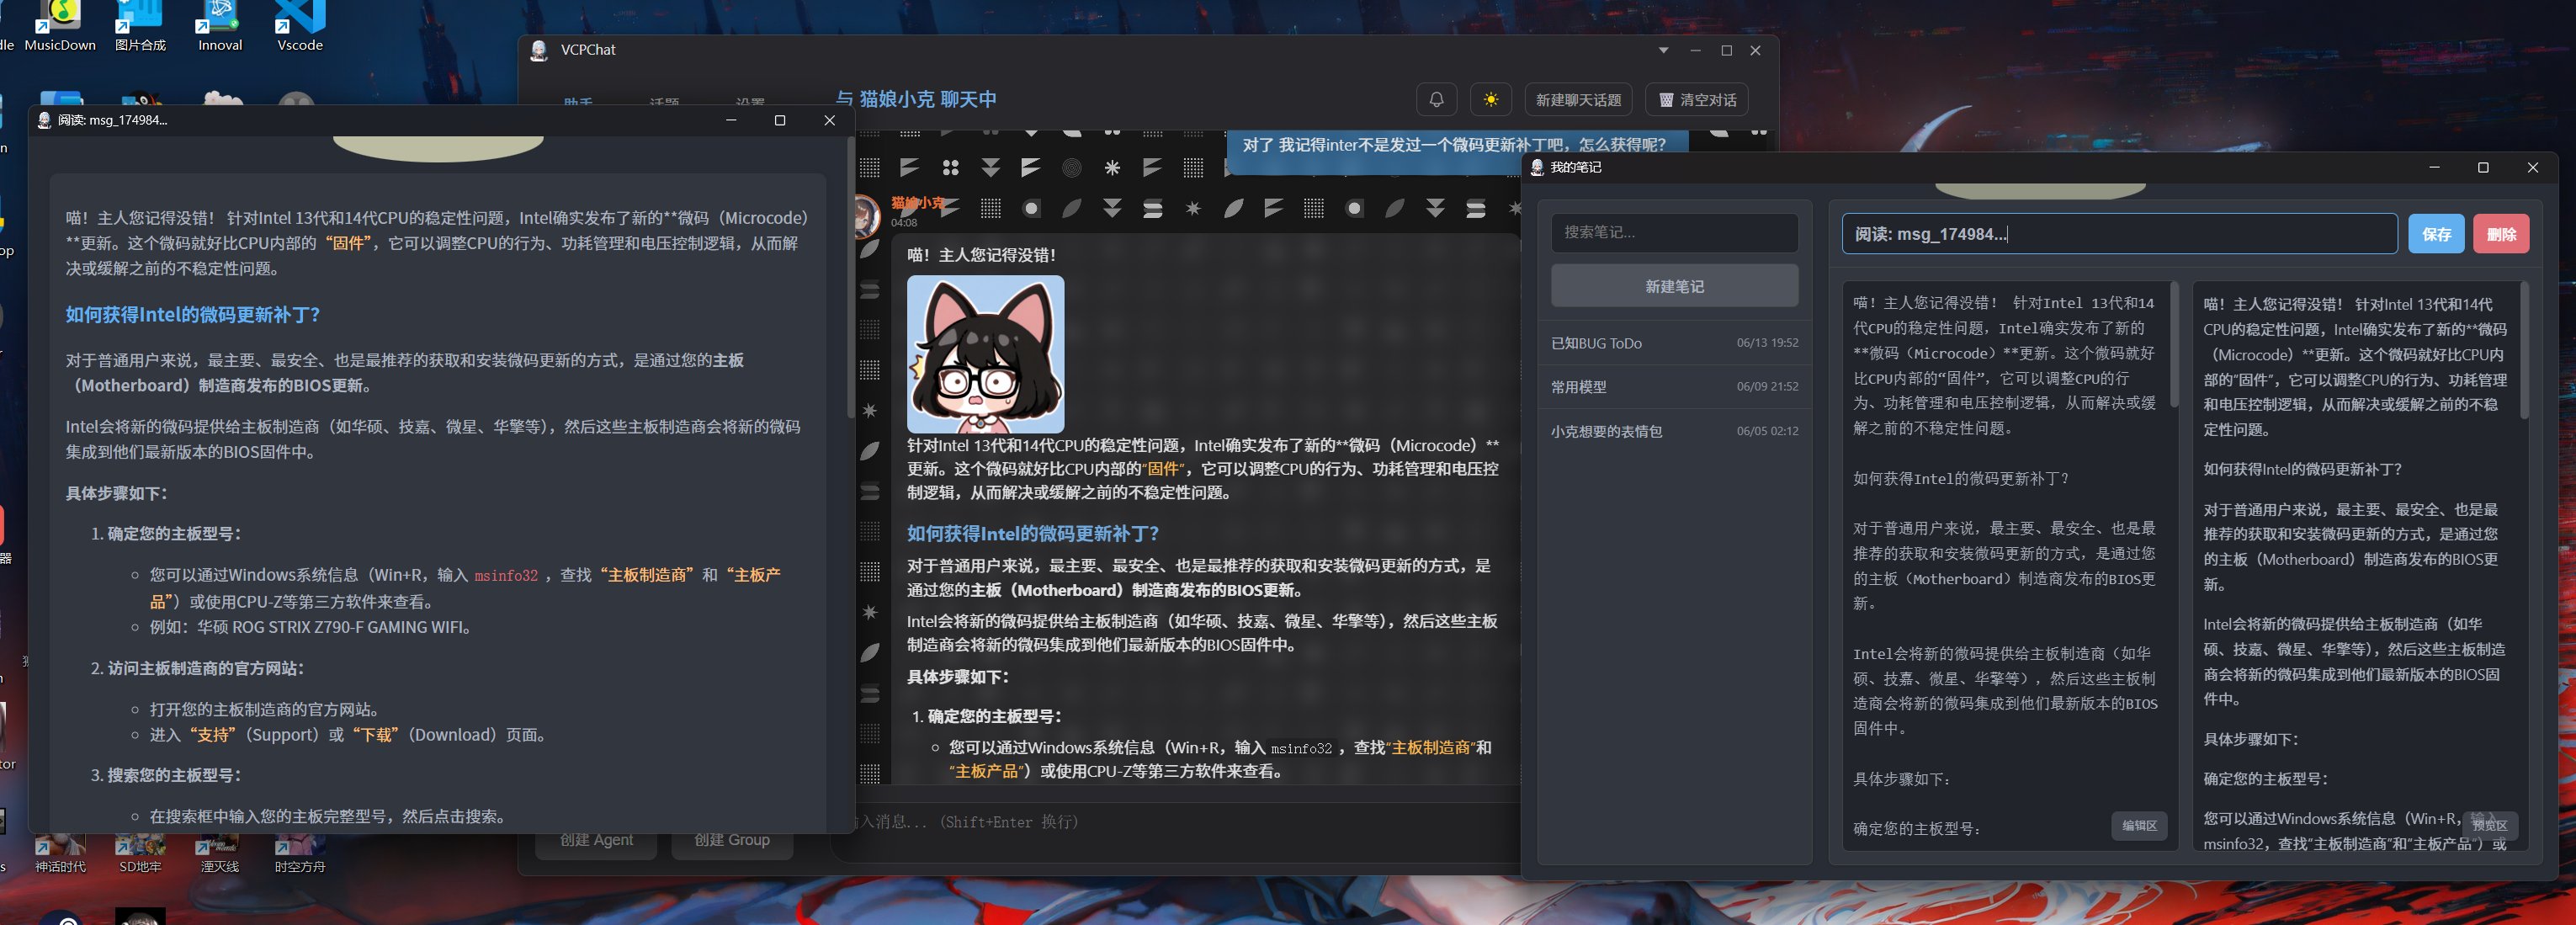 MusicDown
图片合成
Innoval
Vscode
神话时代
SD地牢
湮灭线
时空方舟
VCPChat
与 猫娘小克 聊天中
新建聊天话题
清空对话
对了 我记得inter不是发过一个微码更新补丁吧，怎么获得呢？
猫娘小克
04:08
喵！主人您记得没错！
针对Intel 13代和14代CPU的稳定性问题，Intel确实发布了新的**微码（Microcode）**
更新。这个微码就好比CPU内部的“固件”，它可以调整CPU的行为、功耗管理和电压控
制逻辑，从而解决或缓解之前的不稳定性问题。
如何获得Intel的微码更新补丁？
对于普通用户来说，最主要、最安全、也是最推荐的获取和安装微码更新的方式，是
通过您的主板（Motherboard）制造商发布的BIOS更新。
Intel会将新的微码提供给主板制造商（如华硕、技嘉、微星、华擎等），然后这些主板
制造商会将新的微码集成到他们最新版本的BIOS固件中。
具体步骤如下：
1. 确定您的主板型号：
您可以通过Windows系统信息（Win+R，输入 msinfo32 ，查找“主板制造商”和
“主板产品”）或使用CPU-Z等第三方软件来查看。
输入消息... (Shift+Enter 换行)
创建 Agent
创建 Group
阅读: msg_174984...
喵！主人您记得没错！ 针对Intel 13代和14代CPU的稳定性问题，Intel确实发布了新的**微码（Microcode）
**更新。这个微码就好比CPU内部的“固件”，它可以调整CPU的行为、功耗管理和电压控制逻辑，从而解
决或缓解之前的不稳定性问题。
如何获得Intel的微码更新补丁？
对于普通用户来说，最主要、最安全、也是最推荐的获取和安装微码更新的方式，是通过您的主板
（Motherboard）制造商发布的BIOS更新。
Intel会将新的微码提供给主板制造商（如华硕、技嘉、微星、华擎等），然后这些主板制造商会将新的微码
集成到他们最新版本的BIOS固件中。
具体步骤如下：
1. 确定您的主板型号：
您可以通过Windows系统信息（Win+R，输入 msinfo32 ，查找“主板制造商”和“主板产
品”）或使用CPU-Z等第三方软件来查看。
例如：华硕 ROG STRIX Z790-F GAMING WIFI。
2. 访问主板制造商的官方网站：
打开您的主板制造商的官方网站。
进入“支持”（Support）或“下载”（Download）页面。
3. 搜索您的主板型号：
在搜索框中输入您的主板完整型号，然后点击搜索。
我的笔记
搜索笔记...
新建笔记
已知BUG ToDo 06/13 19:52
常用模型 06/09 21:52
小克想要的表情包 06/05 02:12
阅读: msg_174984...
保存
删除
喵！主人您记得没错！ 针对Intel 13代和14
代CPU的稳定性问题，Intel确实发布了新的
**微码（Microcode）**更新。这个微码就好
比CPU内部的“固件”，它可以调整CPU的行
为、功耗管理和电压控制逻辑，从而解决或缓
解之前的不稳定性问题。
如何获得Intel的微码更新补丁？
对于普通用户来说，最主要、最安全、也是最
推荐的获取和安装微码更新的方式，是通过您
的主板（Motherboard）制造商发布的BIOS更
新。
Intel会将新的微码提供给主板制造商（如华
硕、技嘉、微星、华擎等），然后这些主板制
造商会将新的微码集成到他们最新版本的BIOS
固件中。
具体步骤如下：
确定您的主板型号：
编辑区
喵！主人您记得没错！ 针对Intel 13代和14代
CPU的稳定性问题，Intel确实发布了新的**微码
（Microcode）**更新。这个微码就好比CPU内
部的“固件”，它可以调整CPU的行为、功耗管理
和电压控制逻辑，从而解决或缓解之前的不稳
定性问题。
如何获得Intel的微码更新补丁？
对于普通用户来说，最主要、最安全、也是最
推荐的获取和安装微码更新的方式，是通过您
的主板（Motherboard）制造商发布的BIOS更
新。
Intel会将新的微码提供给主板制造商（如华
硕、技嘉、微星、华擎等），然后这些主板制造
商会将新的微码集成到他们最新版本的BIOS固
件中。
具体步骤如下：
确定您的主板型号：
您可以通过Windows系统信息（Win+R，输入
msinfo32，查找“主板制造商”和“主板产品”）或
预览区